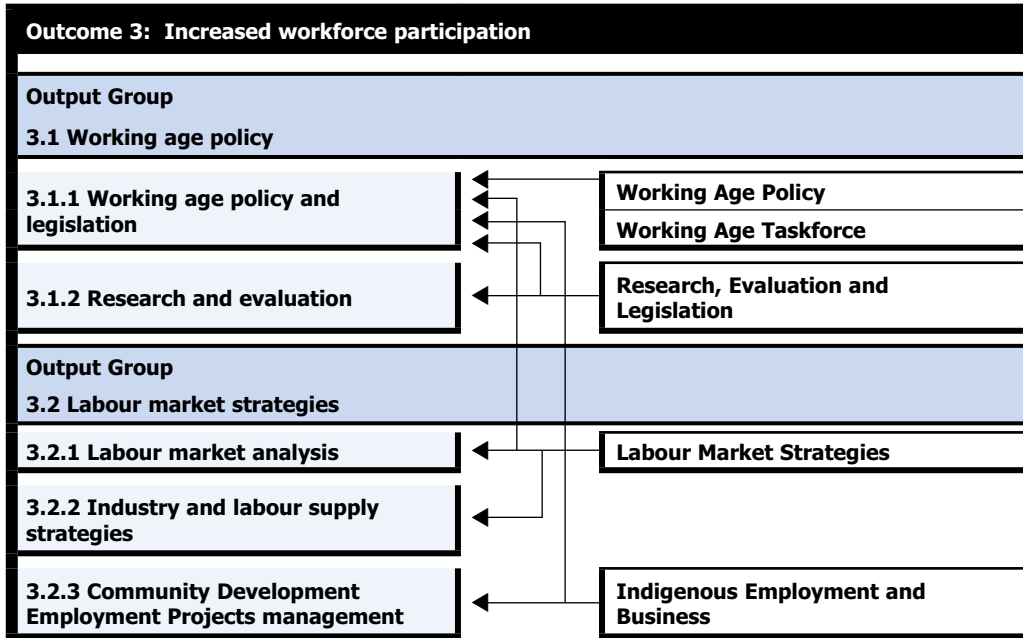 Outcome 3:  Increased workforce participation
Output Group
3.1 Working age policy
3.1.1 Working age policy and
legislation
Working Age Policy
Working Age Taskforce
3.1.2 Research and evaluation
Research, Evaluation and
Legislation
Output Group
3.2 Labour market strategies
3.2.1 Labour market analysis
Labour Market Strategies
3.2.2 Industry and labour supply
strategies
3.2.3 Community Development
Employment Projects management
Indigenous Employment and
Business